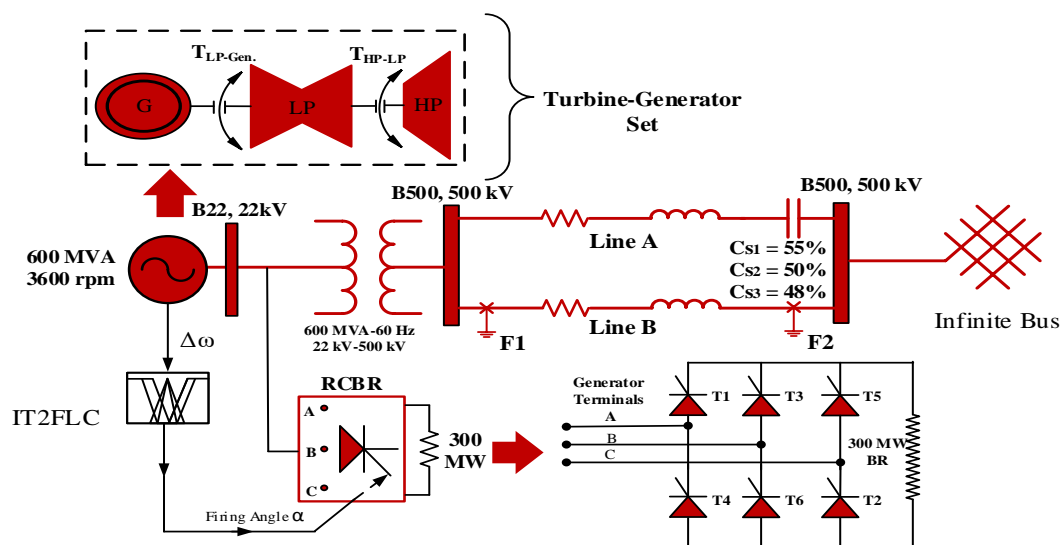 T_LP-Gen.
T_HP-LP
G
LP
HP
Turbine-Generator
Set
B22, 22kV
B500, 500 kV
B500, 500 kV
600 MVA
3600 rpm
Line A
Cs1 = 55%
Cs2 = 50%
Cs3 = 48%
600 MVA-60 Hz
22 kV-500 kV
Line B
F1
F2
Infinite Bus
Δω
IT2FLC
RCBR
A
B
C
300
MW
Firing Angle α
Generator
Terminals
A
B
C
T1
T3
T5
300 MW
BR
T4
T6
T2